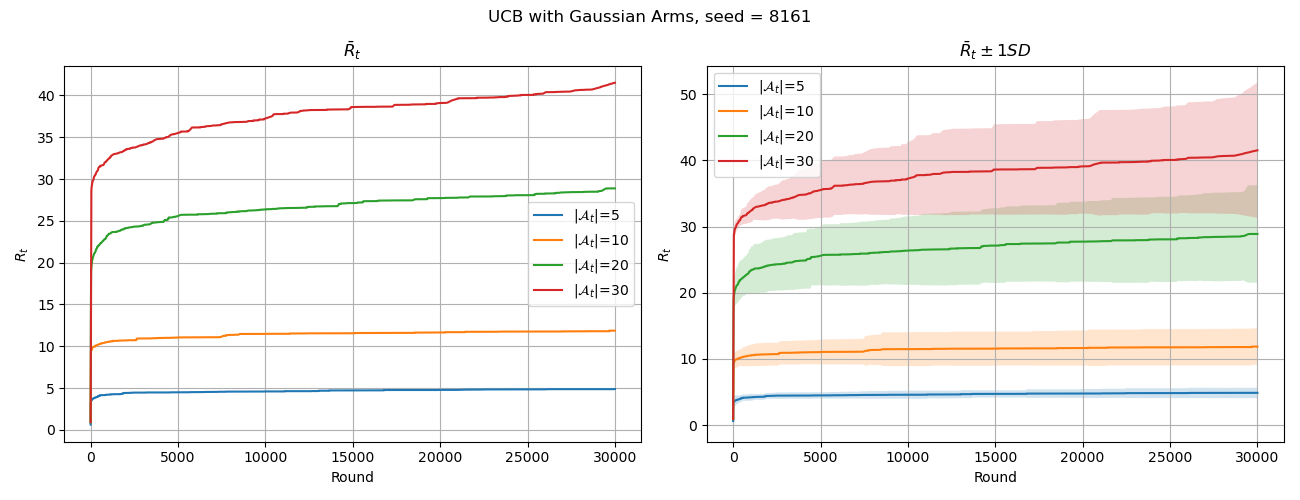 UCB with Gaussian Arms, seed = 8161
R̄_t
R_t
40
35
30
25
20
15
10
5
0
|𝒜_t|=5
|𝒜_t|=10
|𝒜_t|=20
|𝒜_t|=30
0 5000 10000 15000 20000 25000 30000
Round
R̄_t ± 1SD
R_t
50
40
30
20
10
0
|𝒜_t|=5
|𝒜_t|=10
|𝒜_t|=20
|𝒜_t|=30
0 5000 10000 15000 20000 25000 30000
Round